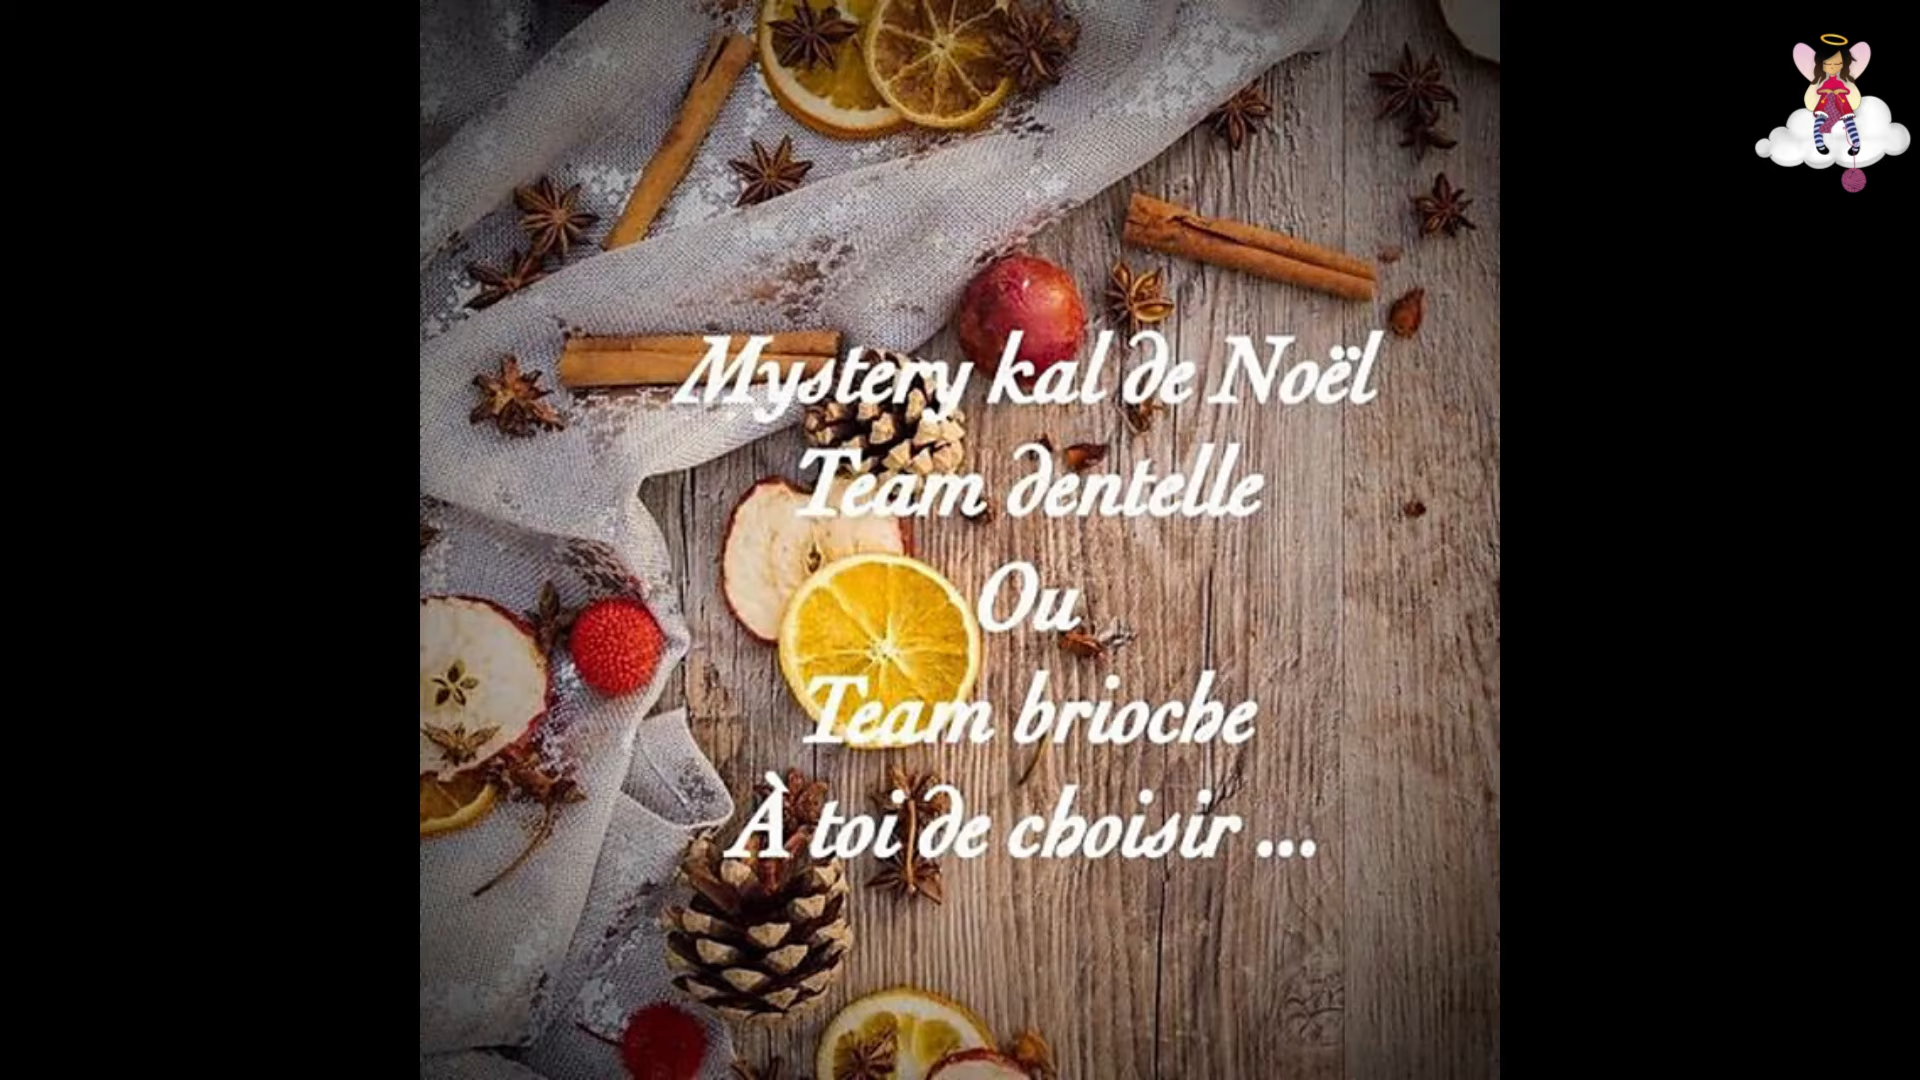 Mystery kal de Noël
Team dentelle
Ou
Team brioche
À toi de choisir ...